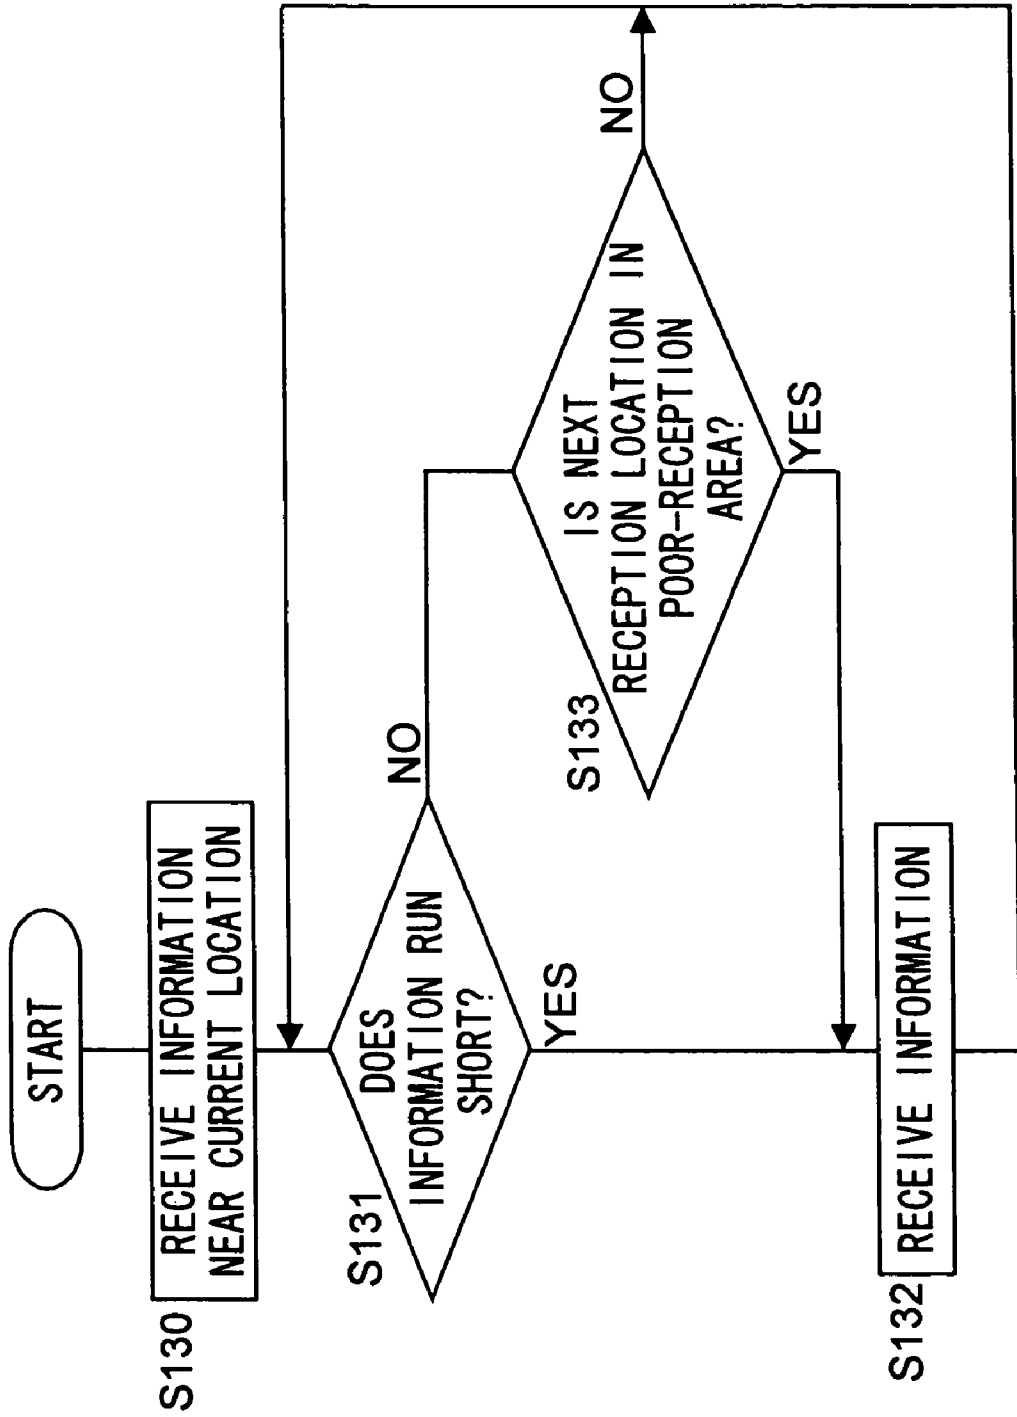 START
S130
RECEIVE INFORMATION
NEAR CURRENT LOCATION
S131
DOES
INFORMATION RUN
SHORT?
NO
YES
S133
IS NEXT
RECEPTION LOCATION IN
POOR-RECEPTION
AREA?
NO
YES
S132
RECEIVE INFORMATION